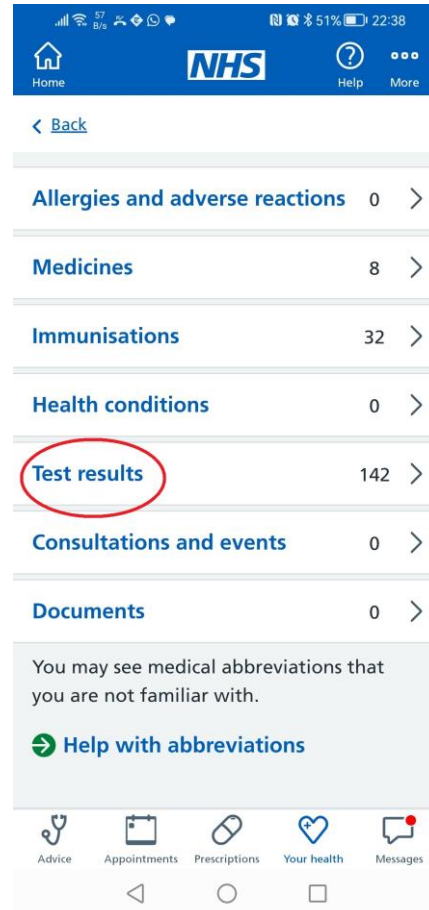 57 B/s 51% 22:38
NHS
Home Help More
Back
Allergies and adverse reactions 0
Medicines 8
Immunisations 32
Health conditions 0
Test results 142
Consultations and events 0
Documents 0
You may see medical abbreviations that
you are not familiar with.
Help with abbreviations
Advice Appointments Prescriptions Your health Messages